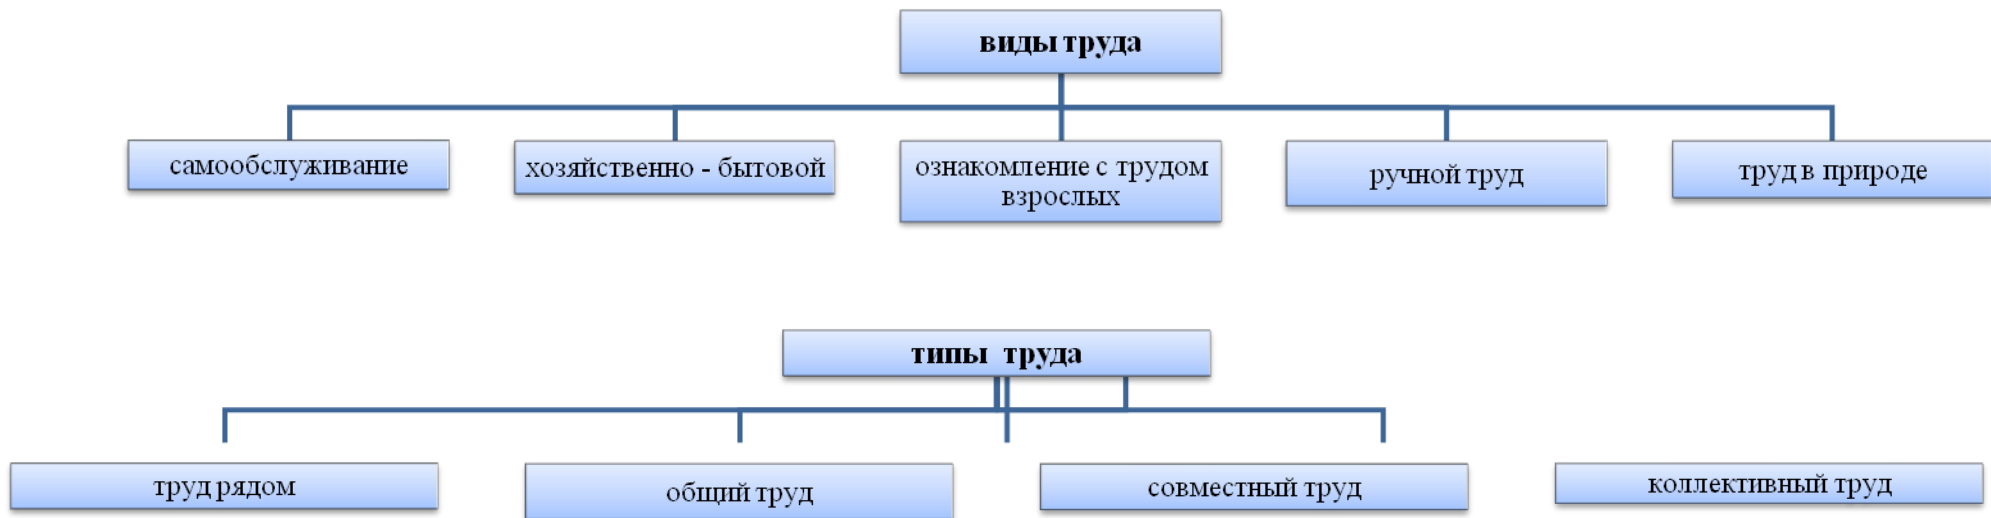 виды труда
самообслуживание
хозяйственно - бытовой
ознакомление с трудом
взрослых
ручной труд
труд в природе
типы труда
труд рядом
общий труд
совместный труд
коллективный труд